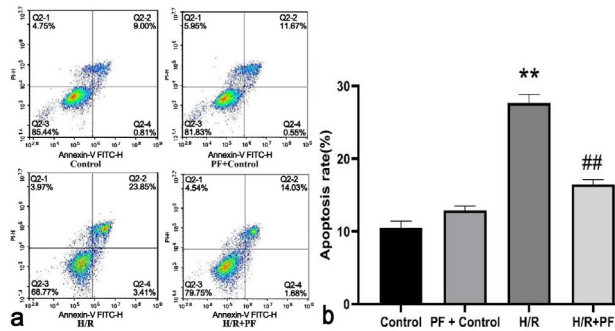 a
Q2-1
4.75%
Q2-2
9.00%
Q2-3
85.44%
Q2-4
0.81%
PI-H
Annexin-V FITC-H
Control
Q2-1
5.95%
Q2-2
11.67%
Q2-3
81.83%
Q2-4
0.55%
PI-H
Annexin-V FITC-H
PF+Control
Q2-1
3.97%
Q2-2
23.85%
Q2-3
68.77%
Q2-4
3.41%
PI-H
Annexin-V FITC-H
H/R
Q2-1
4.54%
Q2-2
14.03%
Q2-3
79.75%
Q2-4
1.68%
PI-H
Annexin-V FITC-H
H/R+PF
b
Apoptosis rate(%)
30
20
10
0
**
##
Control PF + Control H/R H/R+PF